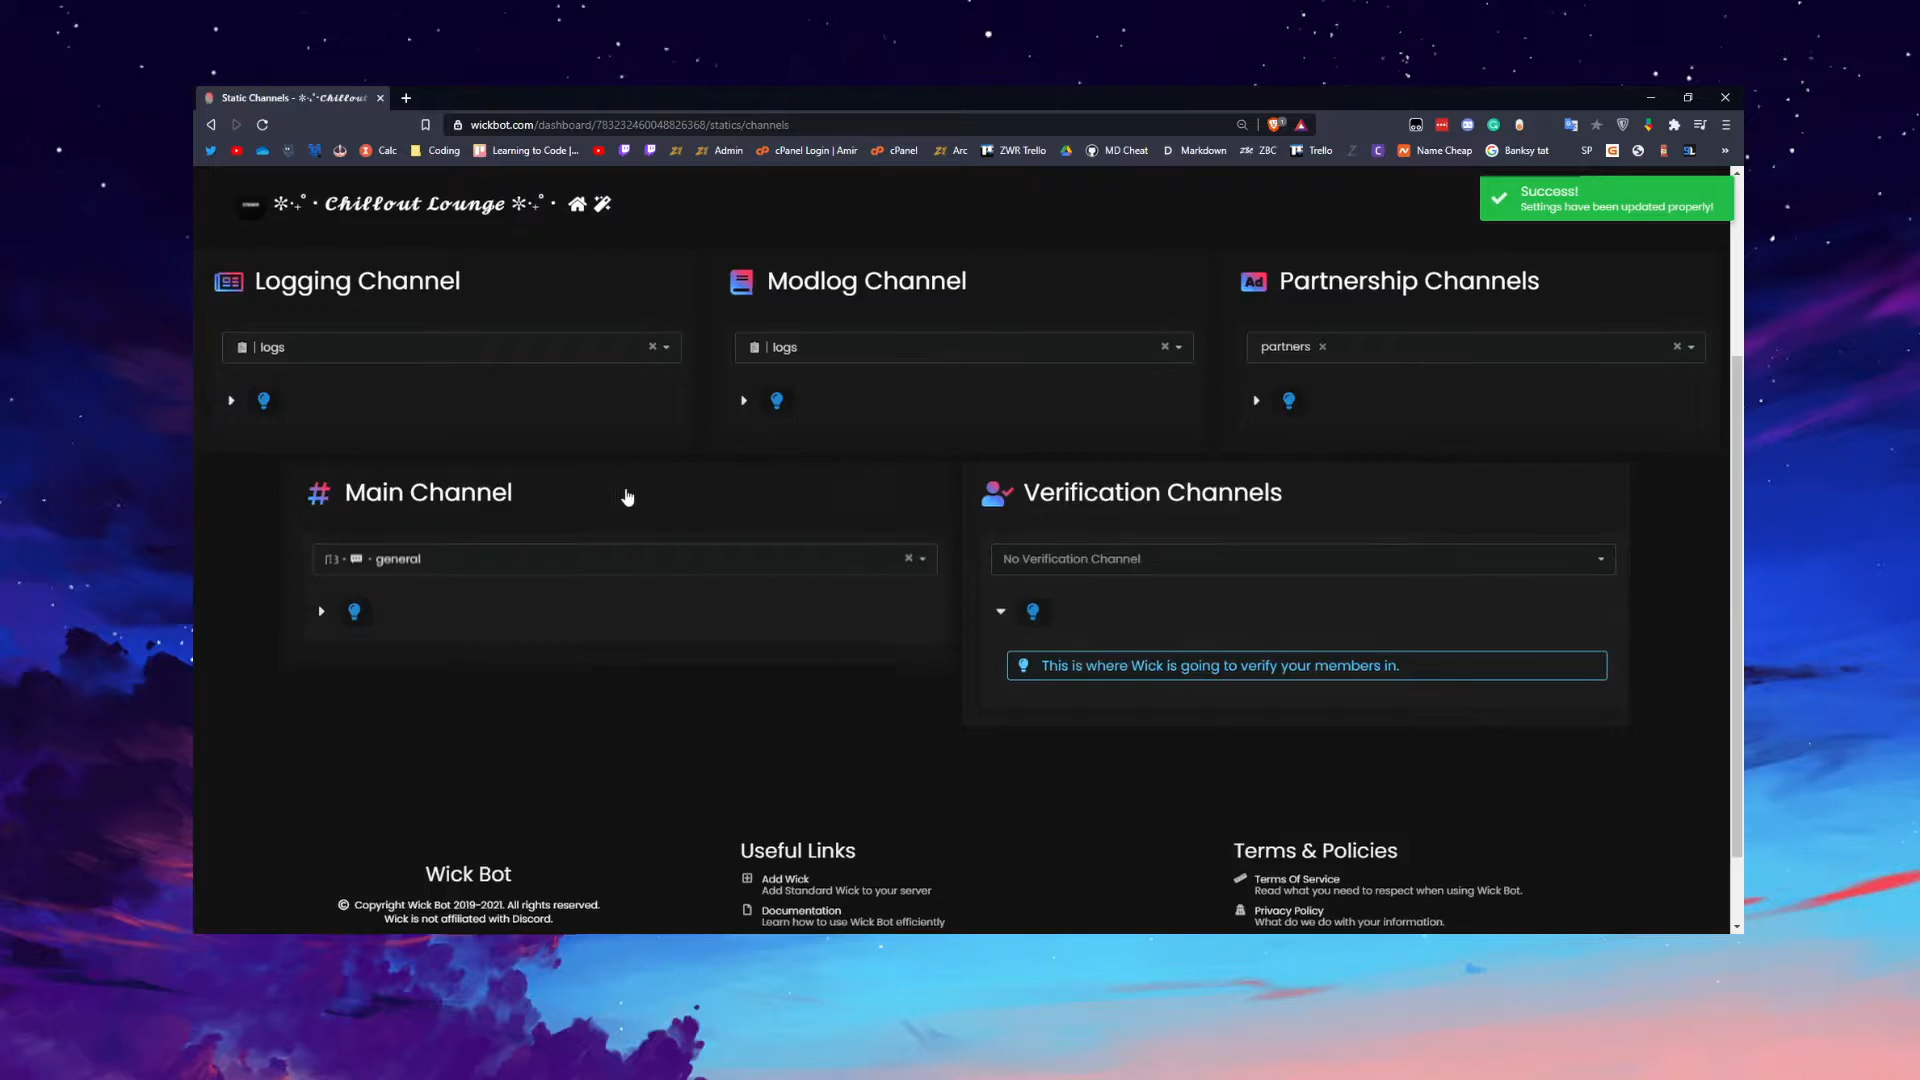 Static Channels - ✼·₊˚·𝓒𝓱𝓲𝓵𝓵𝓸𝓾𝓽
wickbot.com/dashboard/783232460048826368/statics/channels
Calc Coding Learning to Code |... Admin cPanel Login | Amir cPanel Arc ZWR Trello MD Cheat Markdown ZBC Trello Name Cheap Banksy tat SP »
✼·₊˚· 𝓒𝓱𝓲𝓵𝓵𝓸𝓾𝓽 𝓛𝓸𝓾𝓷𝓰𝓮 ✼·₊˚·
Success!
Settings have been updated properly!
Logging Channel
Modlog Channel
Ad Partnership Channels
| logs
| logs
partners
# Main Channel
Verification Channels
· general
No Verification Channel
This is where Wick is going to verify your members in.
Wick Bot
© Copyright Wick Bot 2019-2021. All rights reserved.
Wick is not affiliated with Discord.
Useful Links
Add Wick
Add Standard Wick to your server
Documentation
Learn how to use Wick Bot efficiently
Terms & Policies
Terms Of Service
Read what you need to respect when using Wick Bot.
Privacy Policy
What do we do with your information.